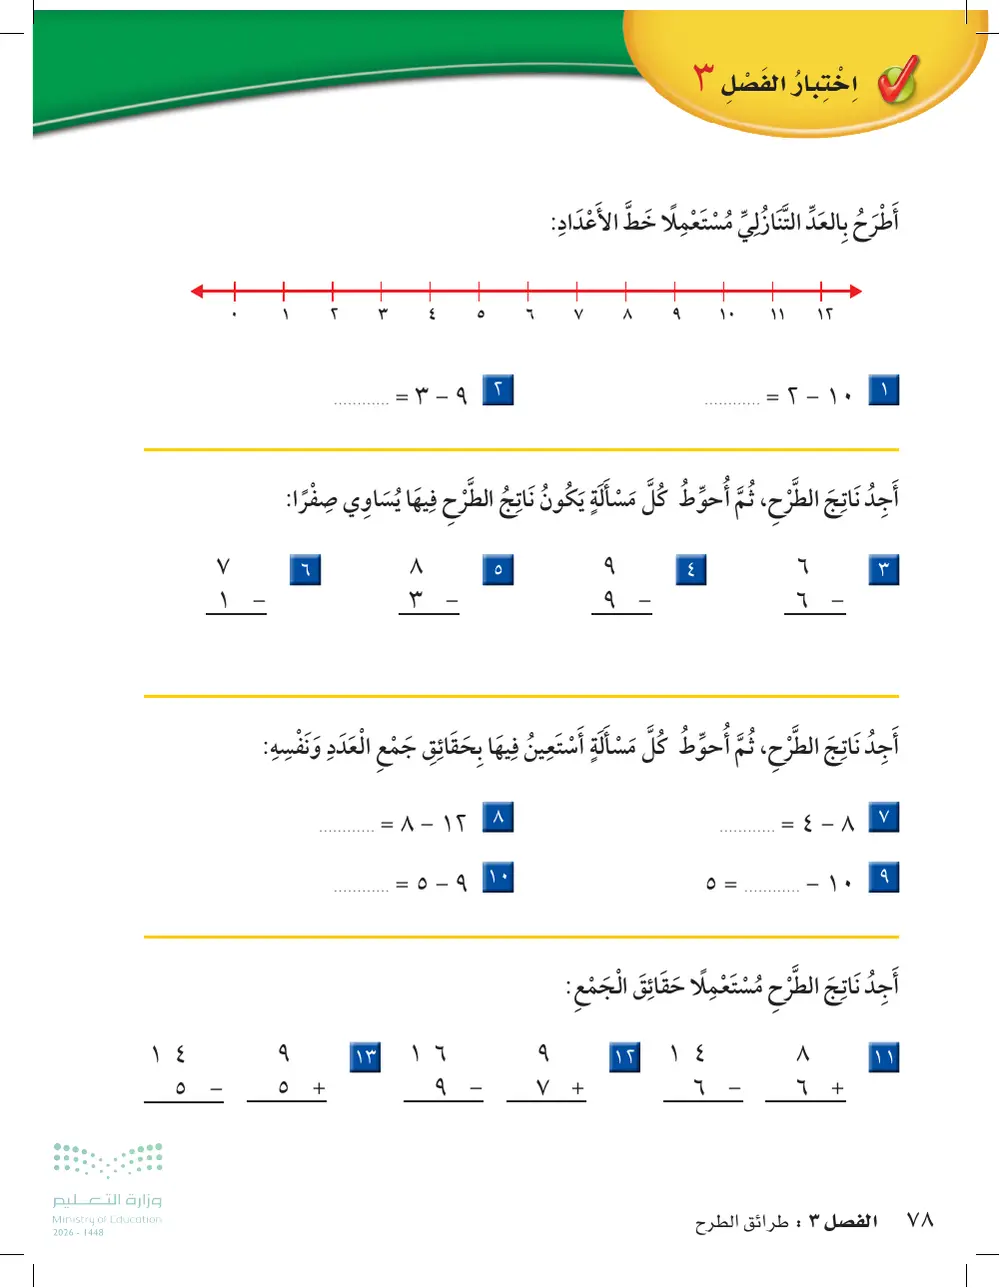 اِخْتِبارُ الفَصْلِ ٣
أَطْرَحُ بِالعَدِّ التَّنَازُلِيِّ مُسْتَعْمِلًا خَطَّ الأَعْدَادِ:
٠ ١ ٢ ٣ ٤ ٥ ٦ ٧ ٨ ٩ ١٠ ١١ ١٢
١ ١٠ – ٢ = ............ ٢ ٩ – ٣ = ............
أَجِدُ نَاتِجَ الطَّرْحِ، ثُمَّ أُحوِّطُ كُلَّ مَسْأَلَةٍ يَكُونُ نَاتِجُ الطَّرْحِ فِيهَا يُسَاوِي صِفْرًا:
٣ ٦ ٤ ٩ ٥ ٨ ٦ ٧
– ٦ – ٩ – ٣ – ١
أَجِدُ نَاتِجَ الطَّرْحِ، ثُمَّ أُحوِّطُ كُلَّ مَسْأَلَةٍ أَسْتَعِينُ فِيهَا بِحَقَائِقِ جَمْعِ الْعَدَدِ وَنَفْسِهِ:
٧ ٨ – ٤ = ............ ٨ ١٢ – ٨ = ............
٩ ١٠ – ............ = ٥ ١٠ ٩ – ٥ = ............
أَجِدُ نَاتِجَ الطَّرْحِ مُسْتَعْمِلًا حَقَائِقَ الْجَمْعِ:
١١ ٨ ١٤ ١٢ ٩ ١٦ ١٣ ٩ ١٤
+ ٦ – ٦ + ٧ – ٩ + ٥ – ٥
وزارة التعليم
Ministry of Education
2026 - 1448
٧٨ الفصل ٣ : طرائق الطرح